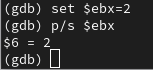 (gdb) set $ebx=2
(gdb) p/s $ebx
$6 = 2
(gdb)